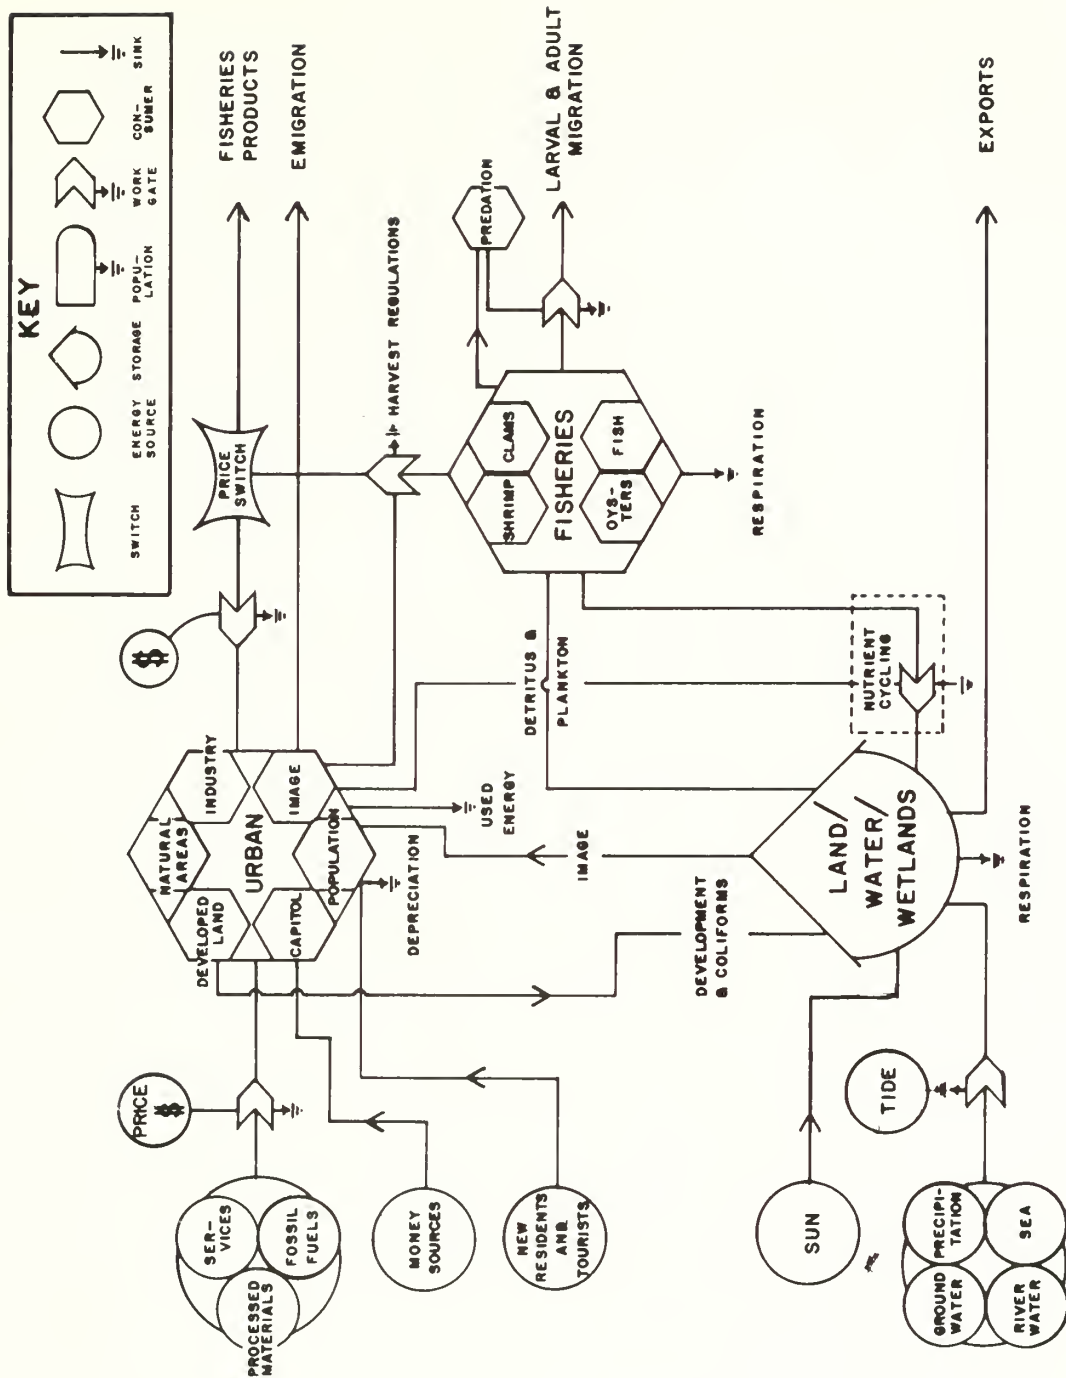 KEY
SWITCH
ENERGY
SOURCE
STORAGE
POPU-
LATION
WORK
GATE
CON-
SUMER
SINK
SER-
VICES
FOSSIL
FUELS
PROCESSED
MATERIALS
PRICE
$
MONEY
SOURCES
NEW
RESIDENTS
AND
TOURISTS
SUN
TIDE
GROUND
WATER
PRECIPI-
TATION
RIVER
WATER
SEA
NATURAL
AREAS
DEVELOPED
LAND
INDUSTRY
URBAN
CAPITOL
IMAGE
POPULATION
DEPRECIATION
USED
ENERGY
IMAGE
DEVELOPMENT
& COLIFORMS
LAND/
WATER/
WETLANDS
RESPIRATION
$
PRICE
SWITCH
FISHERIES
PRODUCTS
EMIGRATION
HARVEST REGULATIONS
DETRITUS &
PLANKTON
SHRIMP
CLAMS
FISHERIES
OYS-
TERS
FISH
RESPIRATION
PREDATION
LARVAL & ADULT
MIGRATION
NUTRIENT
CYCLING
EXPORTS